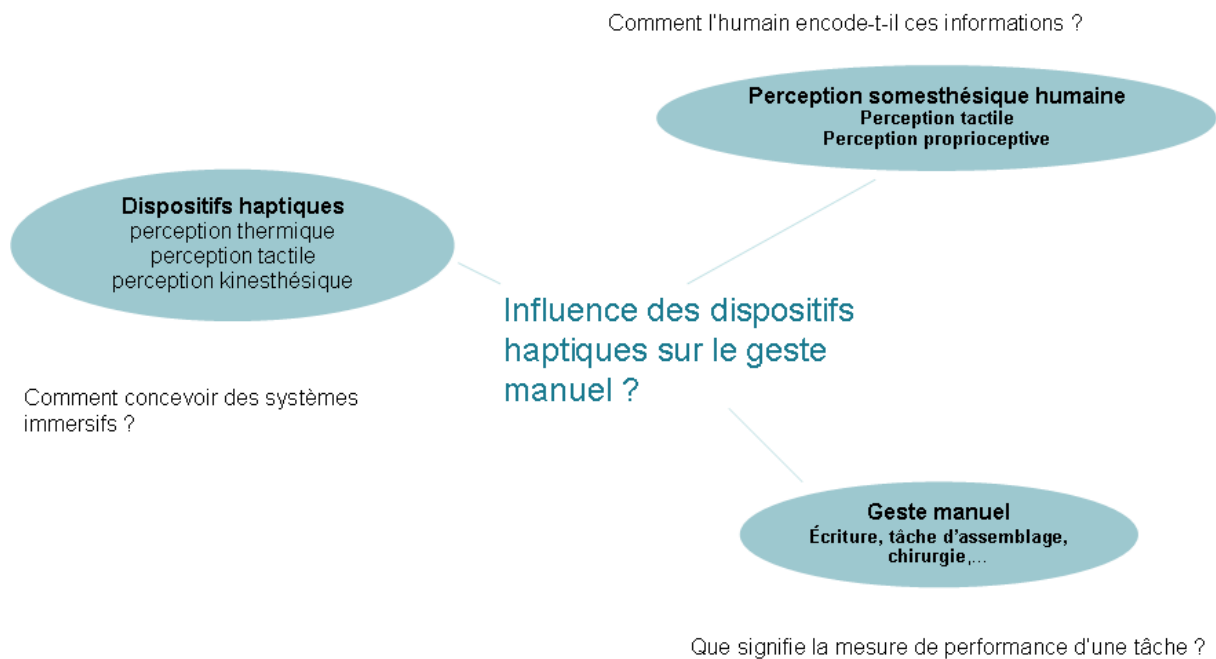 Comment l'humain encode-t-il ces informations ?
Perception somesthésique humaine
Perception tactile
Perception proprioceptive
Dispositifs haptiques
perception thermique
perception tactile
perception kinesthésique
Influence des dispositifs
haptiques sur le geste
manuel ?
Comment concevoir des systèmes
immersifs ?
Geste manuel
Écriture, tâche d'assemblage,
chirurgie,...
Que signifie la mesure de performance d'une tâche ?